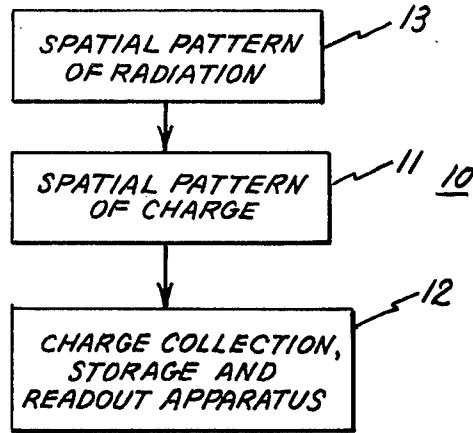 SPATIAL PATTERN
OF RADIATION
13
SPATIAL PATTERN
OF CHARGE
11
10
CHARGE COLLECTION,
STORAGE AND
READOUT APPARATUS
12